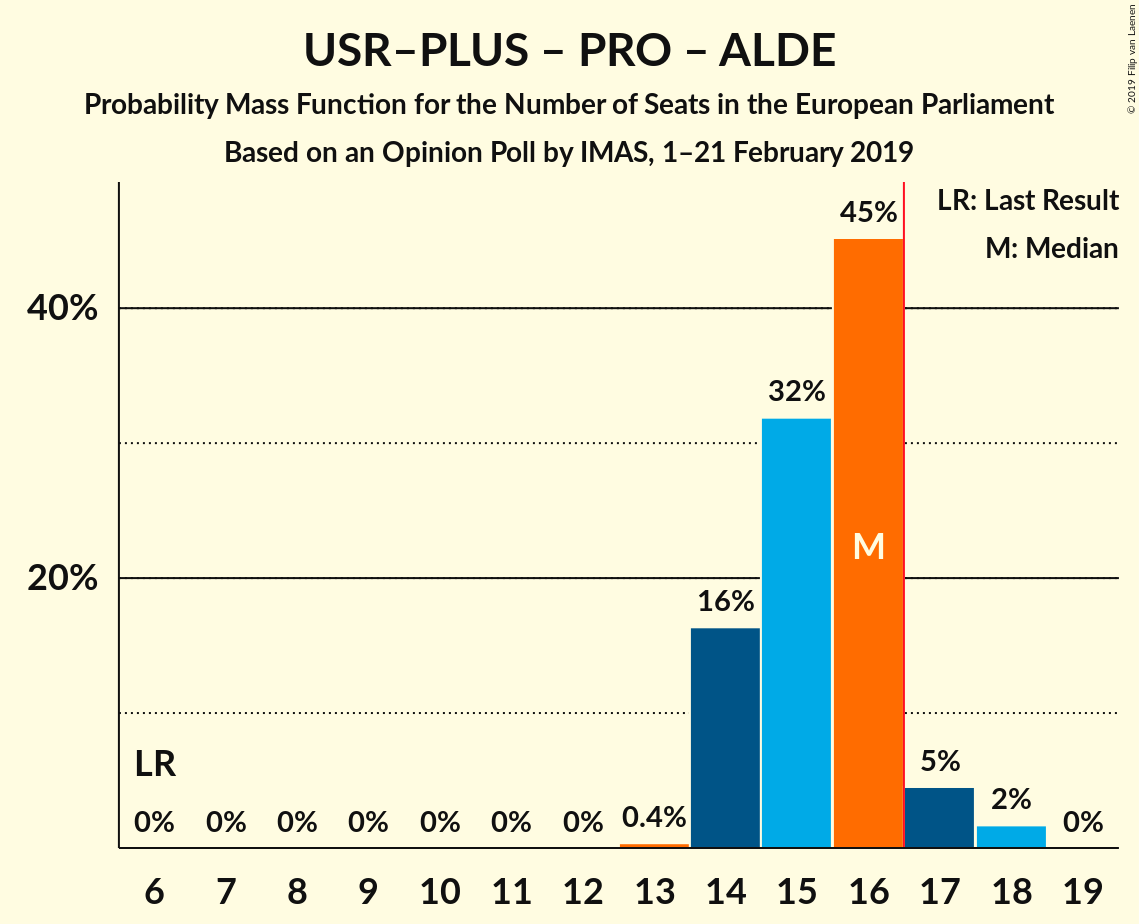 USR–PLUS – PRO – ALDE
Probability Mass Function for the Number of Seats in the European Parliament
Based on an Opinion Poll by IMAS, 1–21 February 2019
© 2019 Filip van Laenen
LR: Last Result
M: Median
45%
40%
32%
M
20%
16%
LR
5%
2%
0% 0% 0% 0% 0% 0% 0% 0.4% 0%
6 7 8 9 10 11 12 13 14 15 16 17 18 19